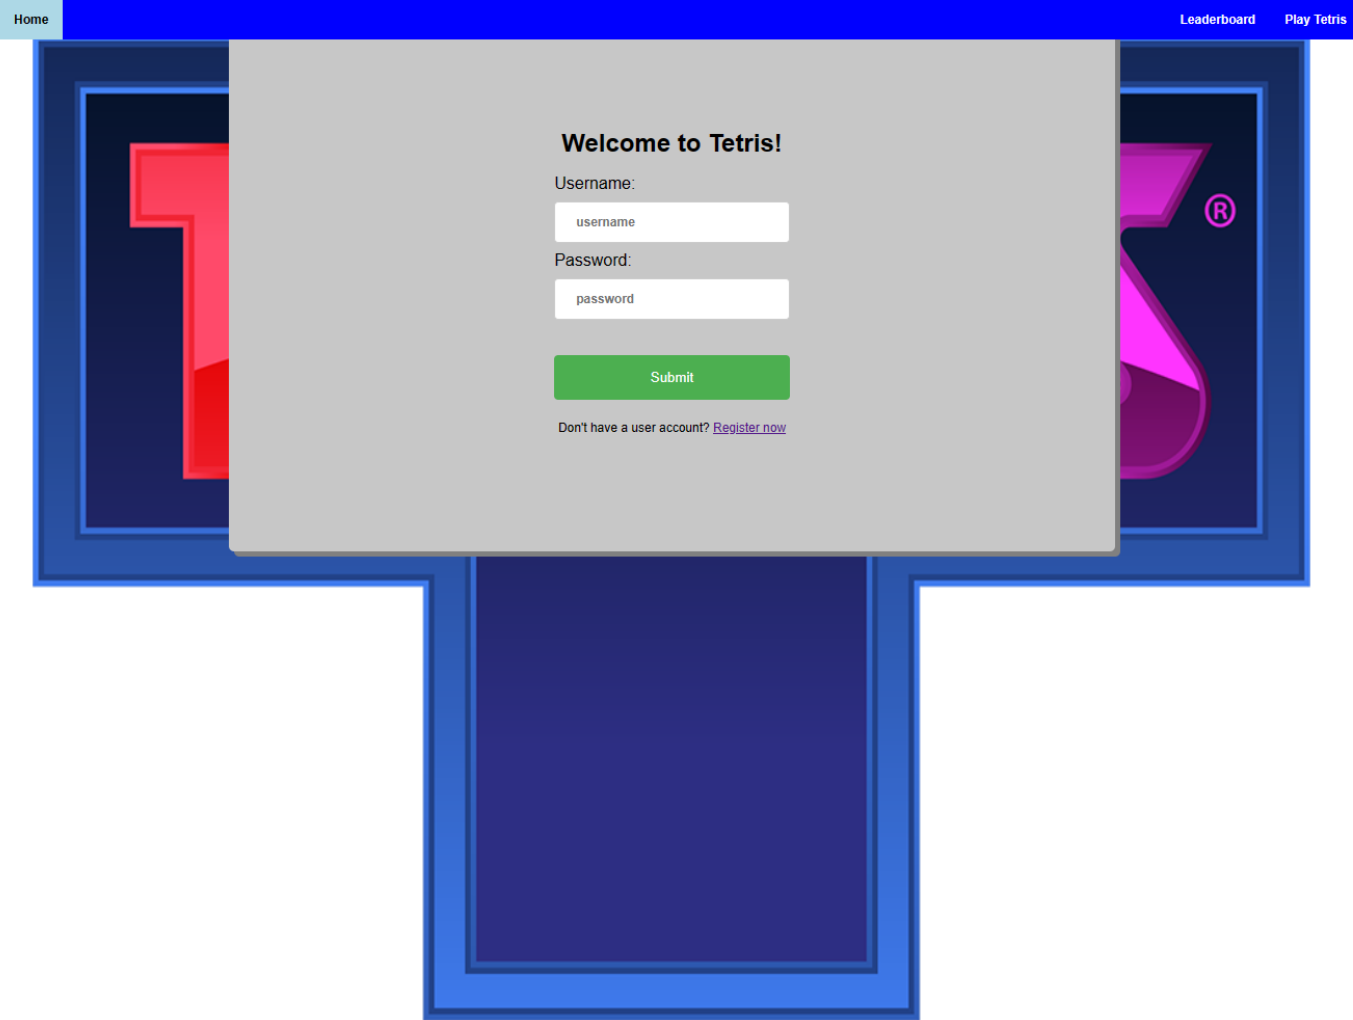 Home Leaderboard Play Tetris
Welcome to Tetris!
®
Username:
username
Password:
password
Submit
Don't have a user account? Register now